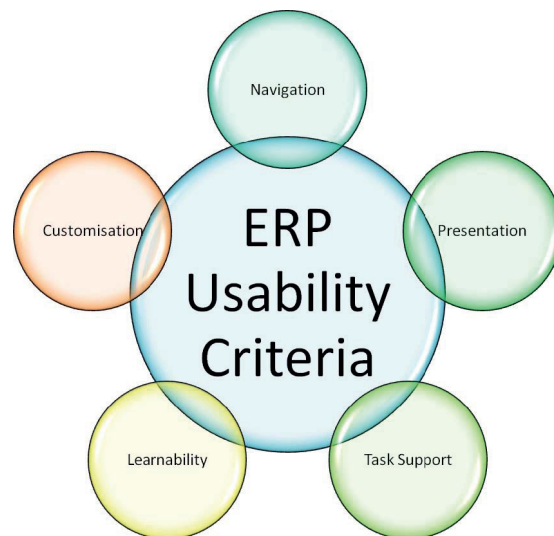 Navigation
Customisation
Presentation
ERP
Usability
Criteria
Learnability
Task Support